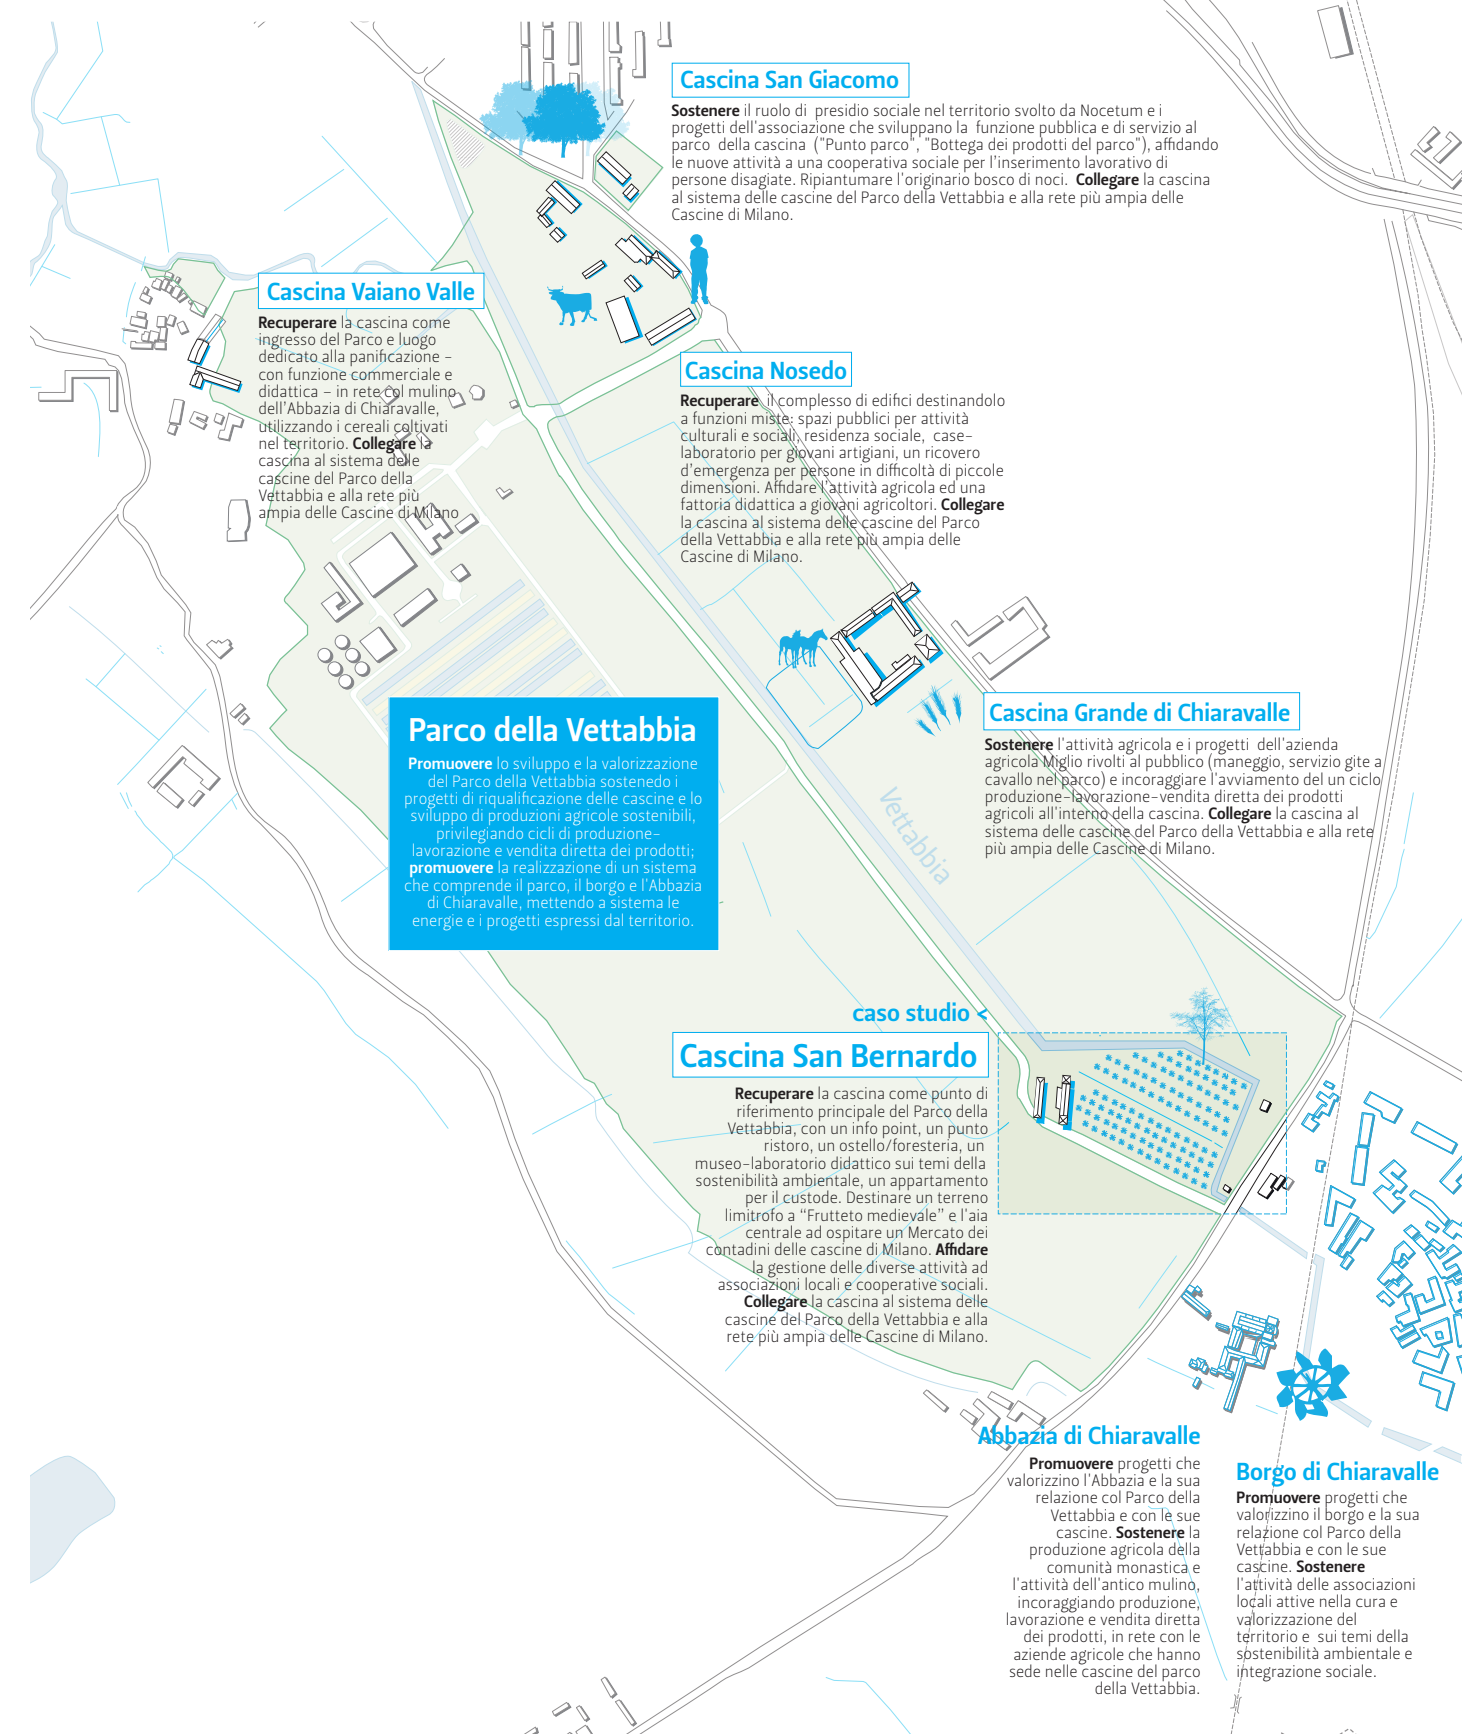 Cascina San Giacomo
Sostenere il ruolo di presidio sociale nel territorio svolto da Nocetum e i
progetti dell'associazione che sviluppano la funzione pubblica e di servizio al
parco della cascina ("Punto parco", "Bottega dei prodotti del parco"), affidando
le nuove attività a una cooperativa sociale per l'inserimento lavorativo di
persone disagiate. Ripiantumare l'originario bosco di noci. Collegare la cascina
al sistema delle cascine del Parco della Vettabbia e alla rete più ampia delle
Cascine di Milano.
Cascina Vaiano Valle
Recuperare la cascina come
ingresso del Parco e luogo
dedicato alla panificazione –
con funzione commerciale e
didattica – in rete col mulino
dell'Abbazia di Chiaravalle,
utilizzando i cereali coltivati
nel territorio. Collegare la
cascina al sistema delle
cascine del Parco della
Vettabbia e alla rete più
ampia delle Cascine di Milano
Cascina Nosedo
Recuperare il complesso di edifici destinandolo
a funzioni miste: spazi pubblici per attività
culturali e sociali, residenza sociale, case-
laboratorio per giovani artigiani, un ricovero
d'emergenza per persone in difficoltà di piccole
dimensioni. Affidare l'attività agricola ed una
fattoria didattica a giovani agricoltori. Collegare
la cascina al sistema delle cascine del Parco
della Vettabbia e alla rete più ampia delle
Cascine di Milano.
Cascina Grande di Chiaravalle
Sostenere l'attività agricola e i progetti dell'azienda
agricola Miglio rivolti al pubblico (maneggio, servizio gite a
cavallo nel parco) e incoraggiare l'avviamento del un ciclo
produzione-lavorazione-vendita diretta dei prodotti
agricoli all'interno della cascina. Collegare la cascina al
sistema delle cascine del Parco della Vettabbia e alla rete
più ampia delle Cascine di Milano.
Parco della Vettabbia
Promuovere lo sviluppo e la valorizzazione
del Parco della Vettabbia sostenedo i
progetti di riqualificazione delle cascine e lo
sviluppo di produzioni agricole sostenibili,
privilegiando cicli di produzione-
lavorazione e vendita diretta dei prodotti;
promuovere la realizzazione di un sistema
che comprende il parco, il borgo e l'Abbazia
di Chiaravalle, mettendo a sistema le
energie e i progetti espressi dal territorio.
Vettabbia
caso studio <
Cascina San Bernardo
Recuperare la cascina come punto di
riferimento principale del Parco della
Vettabbia, con un info point, un punto
ristoro, un ostello/foresteria, un
museo-laboratorio didattico sui temi della
sostenibilità ambientale, un appartamento
per il custode. Destinare un terreno
limitrofo a “Frutteto medievale” e l'aia
centrale ad ospitare un Mercato dei
contadini delle cascine di Milano. Affidare
la gestione delle diverse attività ad
associazioni locali e cooperative sociali.
Collegare la cascina al sistema delle
cascine del Parco della Vettabbia e alla
rete più ampia delle Cascine di Milano.
Abbazia di Chiaravalle
Promuovere progetti che
valorizzino l'Abbazia e la sua
relazione col Parco della
Vettabbia e con le sue
cascine. Sostenere la
produzione agricola della
comunità monastica e
l'attività dell'antico mulino,
incoraggiando produzione,
lavorazione e vendita diretta
dei prodotti, in rete con le
aziende agricole che hanno
sede nelle cascine del parco
della Vettabbia.
Borgo di Chiaravalle
Promuovere progetti che
valorizzino il borgo e la sua
relazione col Parco della
Vettabbia e con le sue
cascine. Sostenere
l'attività delle associazioni
locali attive nella cura e
valorizzazione del
territorio e sui temi della
sostenibilità ambientale e
integrazione sociale.